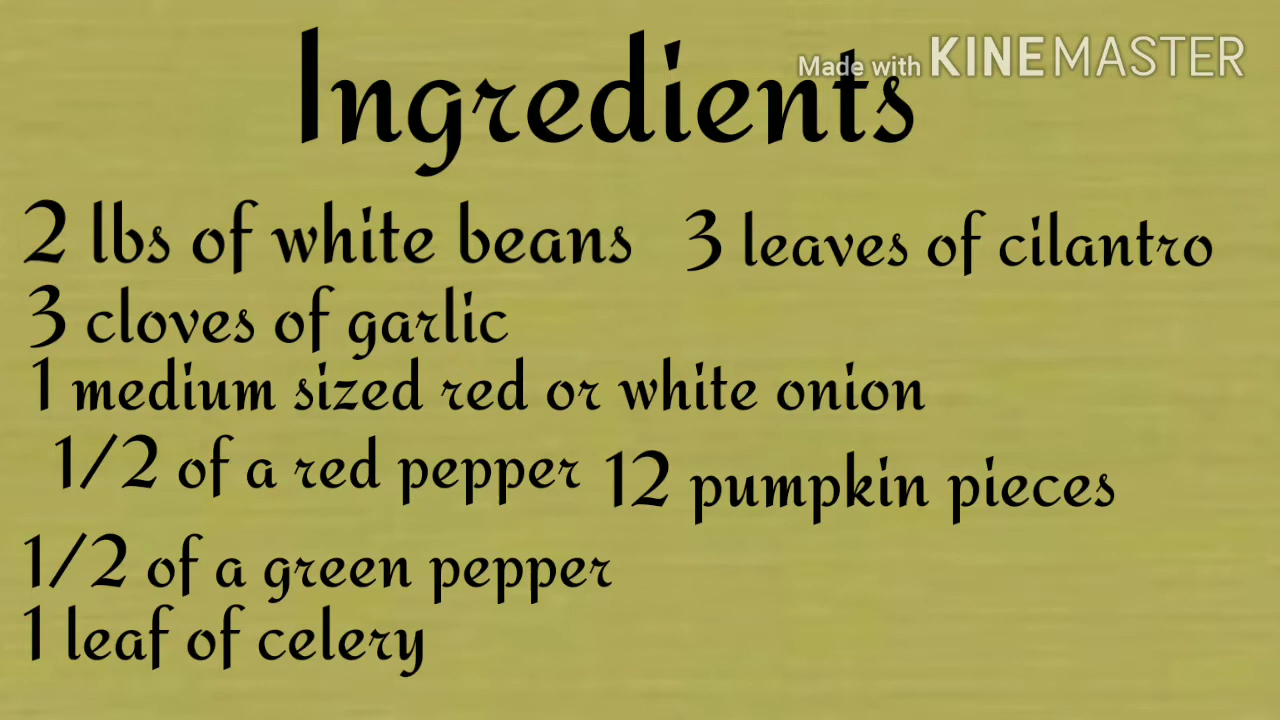 Ingredients
Made with KINEMASTER
2 lbs of white beans
3 leaves of cilantro
3 cloves of garlic
1 medium sized red or white onion
1/2 of a red pepper
12 pumpkin pieces
1/2 of a green pepper
1 leaf of celery